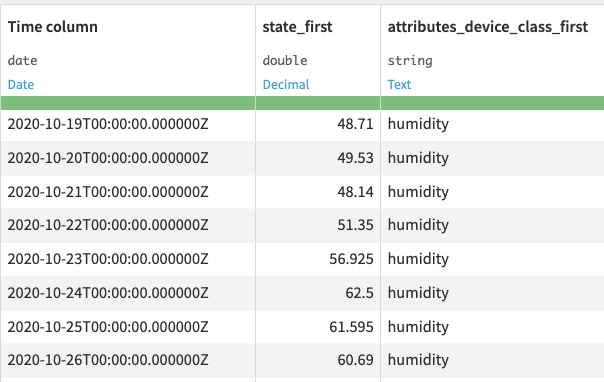 Time column state_first attributes_device_class_first
date double string
Date Decimal Text
2020-10-19T00:00:00.000000Z 48.71 humidity
2020-10-20T00:00:00.000000Z 49.53 humidity
2020-10-21T00:00:00.000000Z 48.14 humidity
2020-10-22T00:00:00.000000Z 51.35 humidity
2020-10-23T00:00:00.000000Z 56.925 humidity
2020-10-24T00:00:00.000000Z 62.5 humidity
2020-10-25T00:00:00.000000Z 61.595 humidity
2020-10-26T00:00:00.000000Z 60.69 humidity